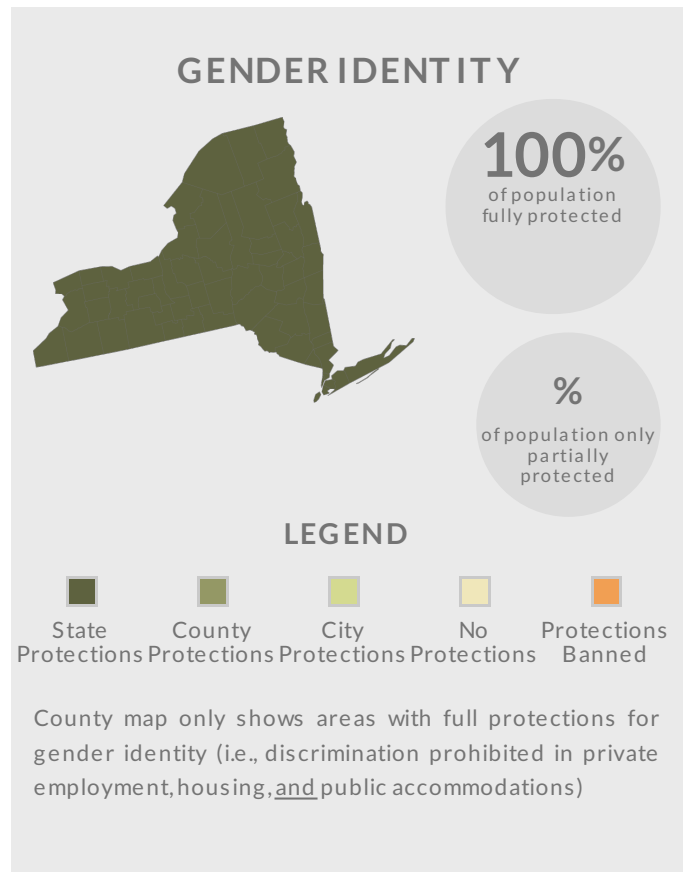 GENDER IDENTITY
100%
of population
fully protected
%
of population only
partially
protected
LEGEND
State
Protections
County
Protections
City
Protections
No
Protections
Protections
Banned
County map only shows areas with full protections for
gender identity (i.e., discrimination prohibited in private
employment, housing, and public accommodations)